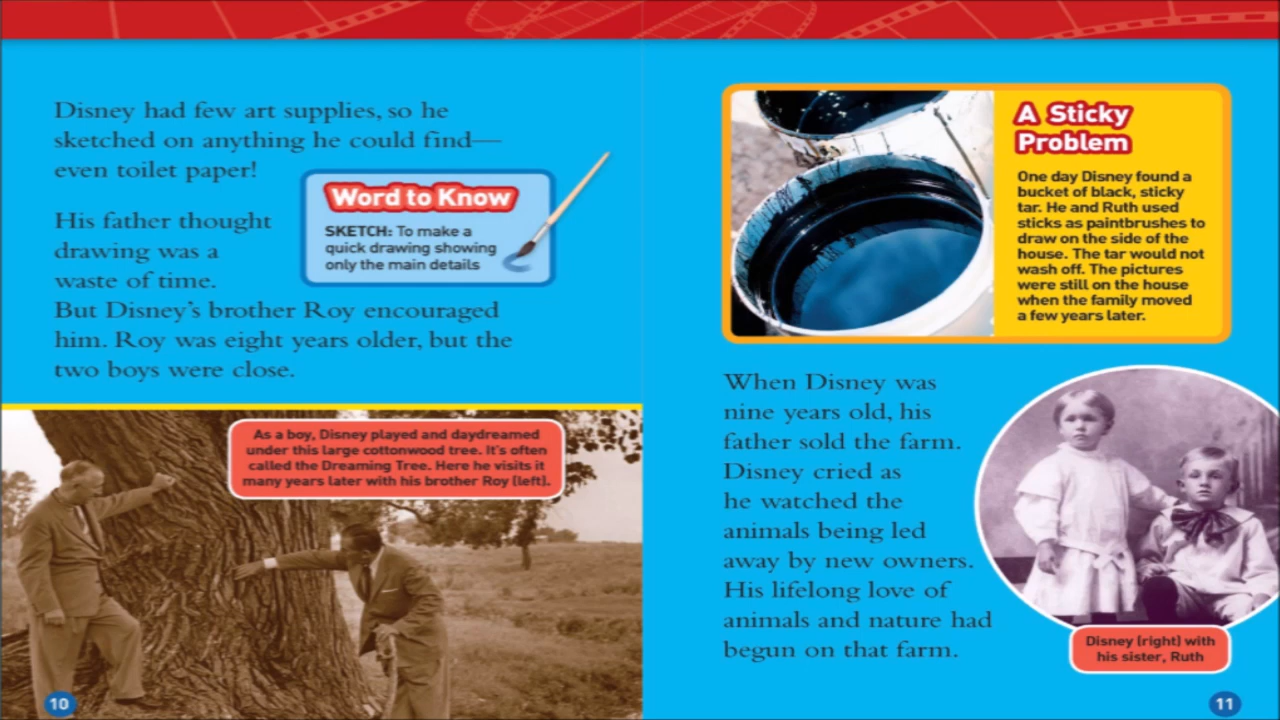 Disney had few art supplies, so he
sketched on anything he could find—
even toilet paper!
His father thought
drawing was a
waste of time.
But Disney's brother Roy encouraged
him. Roy was eight years older, but the
two boys were close.
Word to Know
SKETCH: To make a
quick drawing showing
only the main details
As a boy, Disney played and daydreamed
under this large cottonwood tree. It's often
called the Dreaming Tree. Here he visits it
many years later with his brother Roy (left).
10
A Sticky
Problem
One day Disney found a
bucket of black, sticky
tar. He and Ruth used
sticks as paintbrushes to
draw on the side of the
house. The tar would not
wash off. The pictures
were still on the house
when the family moved
a few years later.
When Disney was
nine years old, his
father sold the farm.
Disney cried as
he watched the
animals being led
away by new owners.
His lifelong love of
animals and nature had
begun on that farm.
Disney (right) with
his sister, Ruth
11